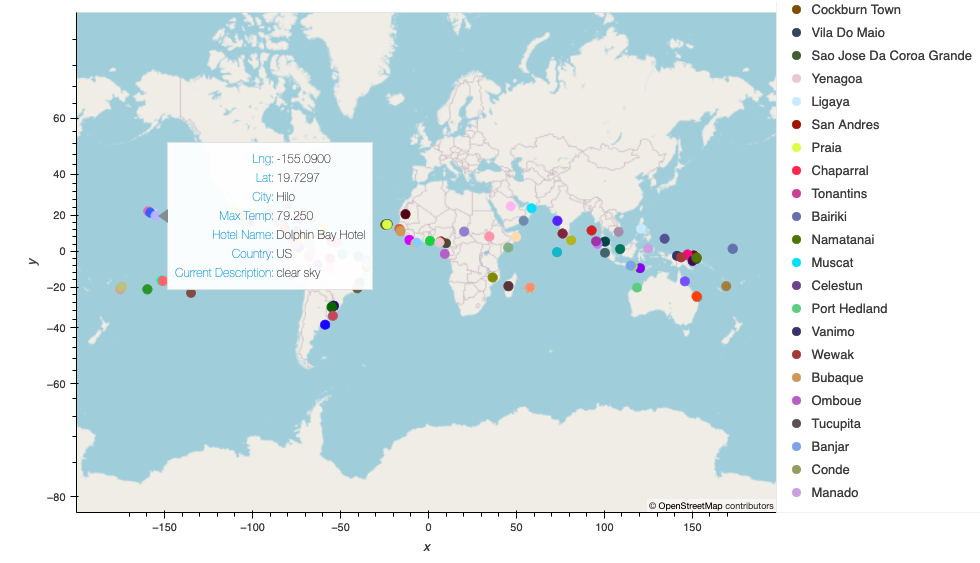 60
40
20
0
−20
−40
−60
−80
y
−150
−100
−50
0
50
100
150
x
Lng: -155.0900
Lat: 19.7297
City: Hilo
Max Temp: 79.250
Hotel Name: Dolphin Bay Hotel
Country: US
Current Description: clear sky
© OpenStreetMap contributors
Cockburn Town
Vila Do Maio
Sao Jose Da Coroa Grande
Yenagoa
Ligaya
San Andres
Praia
Chaparral
Tonantins
Bairiki
Namatanai
Muscat
Celestun
Port Hedland
Vanimo
Wewak
Bubaque
Omboue
Tucupita
Banjar
Conde
Manado